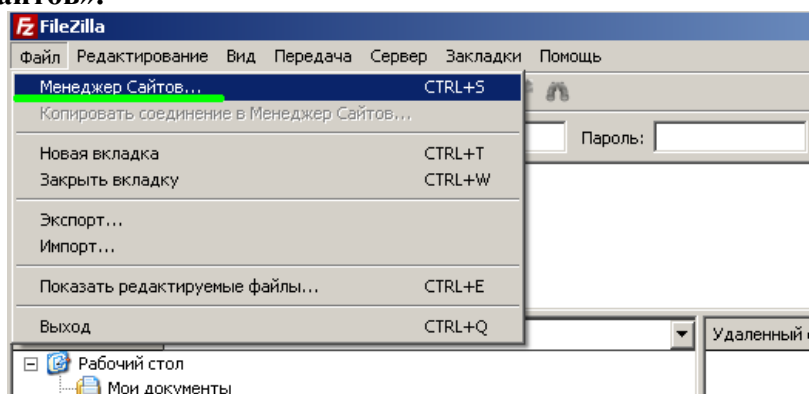 FileZilla
Файл Редактирование Вид Передача Сервер Закладки Помощь
Менеджер Сайтов... CTRL+S
Копировать соединение в Менеджер Сайтов...
Пароль:
Новая вкладка CTRL+T
Закрыть вкладку CTRL+W
Экспорт...
Импорт...
Показать редактируемые файлы... CTRL+E
Выход CTRL+Q
Удаленный
Рабочий стол
Мои документы